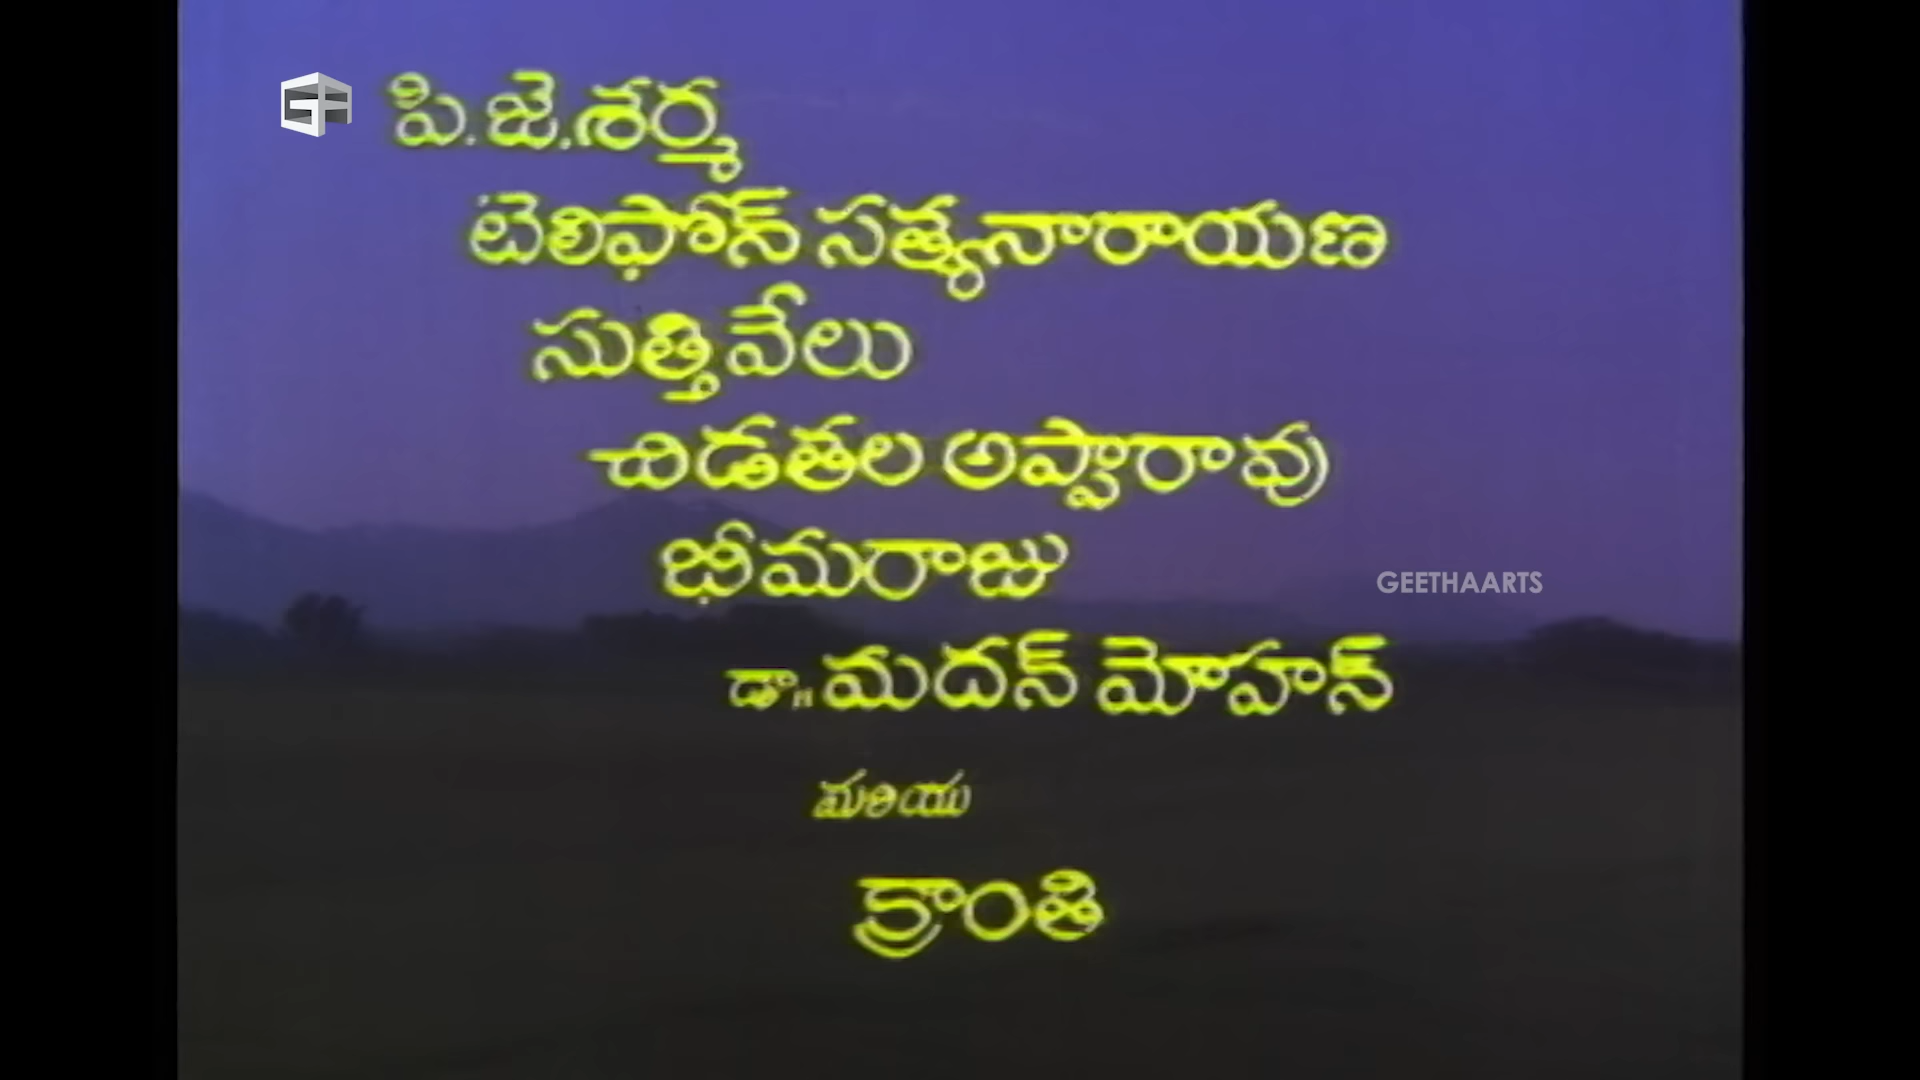 పి.జె.శర్మ
టెలిఫోన్ సత్యనారాయణ
సుత్తివేలు
చిడతల అప్పారావు
భీమరాజు
డా॥ మదన్ మోహన్
GEETHAARTS
మరియు
క్రాంతి